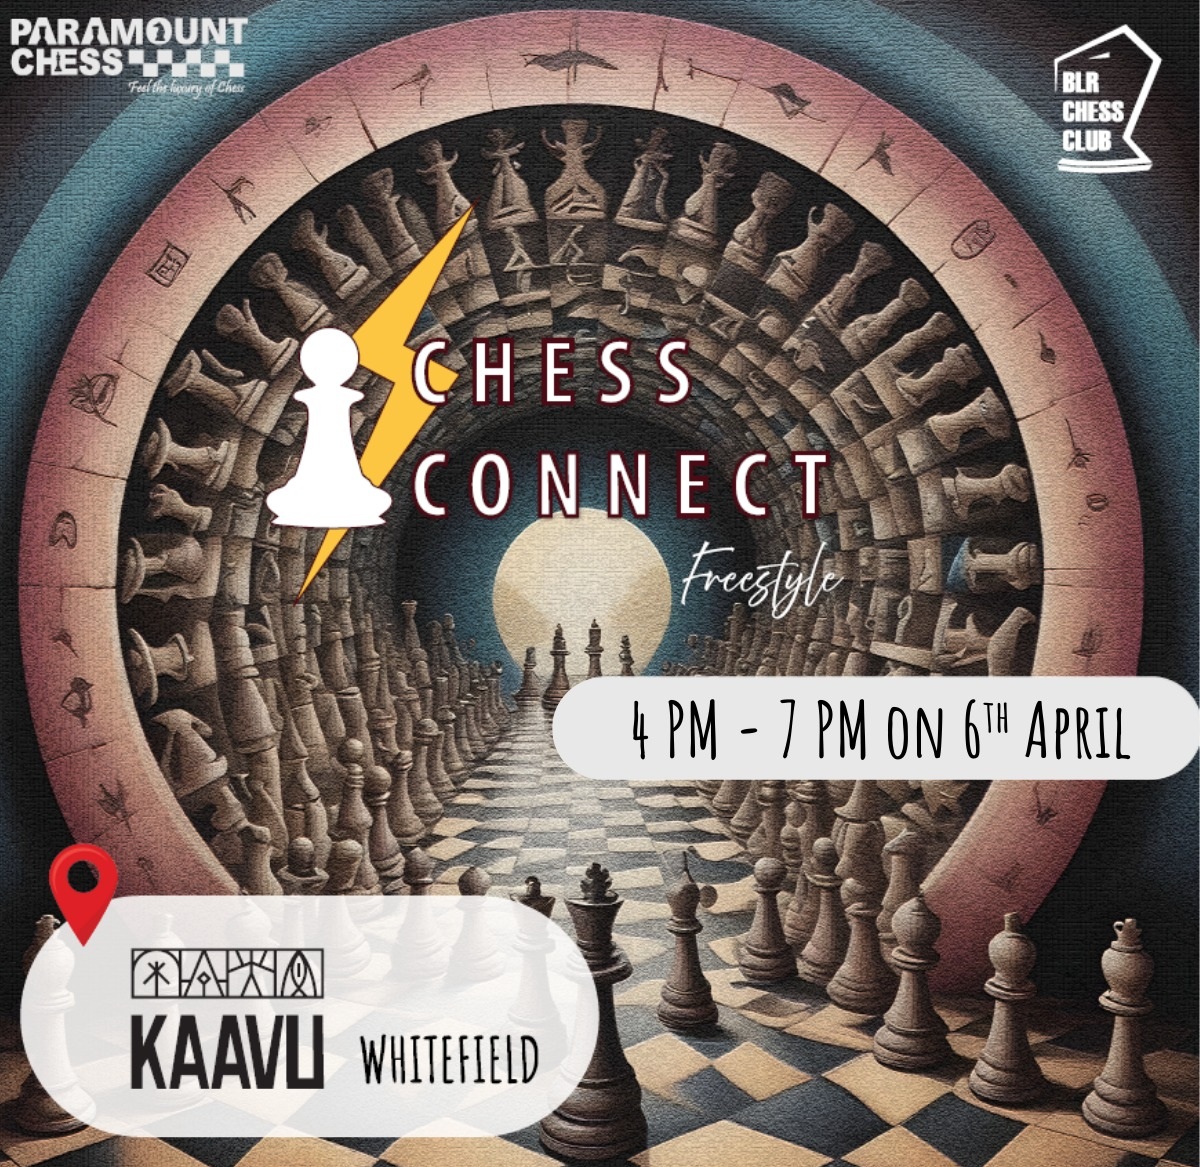 PARAMOUNT
CHESS
Feel the luxury of Chess
BLR
CHESS
CLUB
CHESS
CONNECT
Freestyle
4 PM - 7 PM ON 6TH APRIL
KAAVU WHITEFIELD